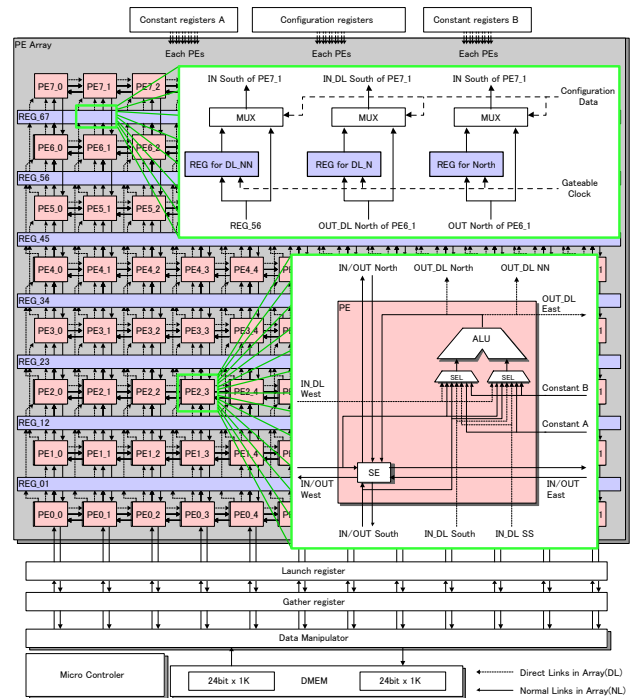 Constant registers A
Configuration registers
Constant registers B
PE Array
Each PEs
Each PEs
Each PEs
PE7_0
PE7_1
PE7_2
REG_67
PE6_0
PE6_1
PE6_2
REG_56
PE5_0
PE5_1
PE5_2
REG_45
PE4_0
PE4_1
PE4_2
PE4_3
PE4_4
REG_34
PE3_0
PE3_1
PE3_2
PE3_3
PE3_4
REG_23
PE2_0
PE2_1
PE2_2
PE2_3
PE2_4
REG_12
PE1_0
PE1_1
PE1_2
PE1_3
PE1_4
REG_01
PE0_0
PE0_1
PE0_2
PE0_3
PE0_4
IN South of PE7_1
IN_DL South of PE7_1
IN South of PE7_1
Configuration
Data
MUX
MUX
MUX
REG for DL_NN
REG for DL_N
REG for North
Gateable
Clock
REG_56
OUT_DL North of PE6_1
OUT North of PE6_1
IN/OUT North
OUT_DL North
OUT_DL NN
PE
OUT_DL
East
ALU
SEL
SEL
IN_DL
West
Constant B
Constant A
SE
IN/OUT
West
IN/OUT
East
IN/OUT South
IN_DL South
IN_DL SS
Launch register
Gather register
Data Manipulator
Micro Controler
24bit x 1K
DMEM
24bit x 1K
Direct Links in Array(DL)
Normal Links in Array(NL)